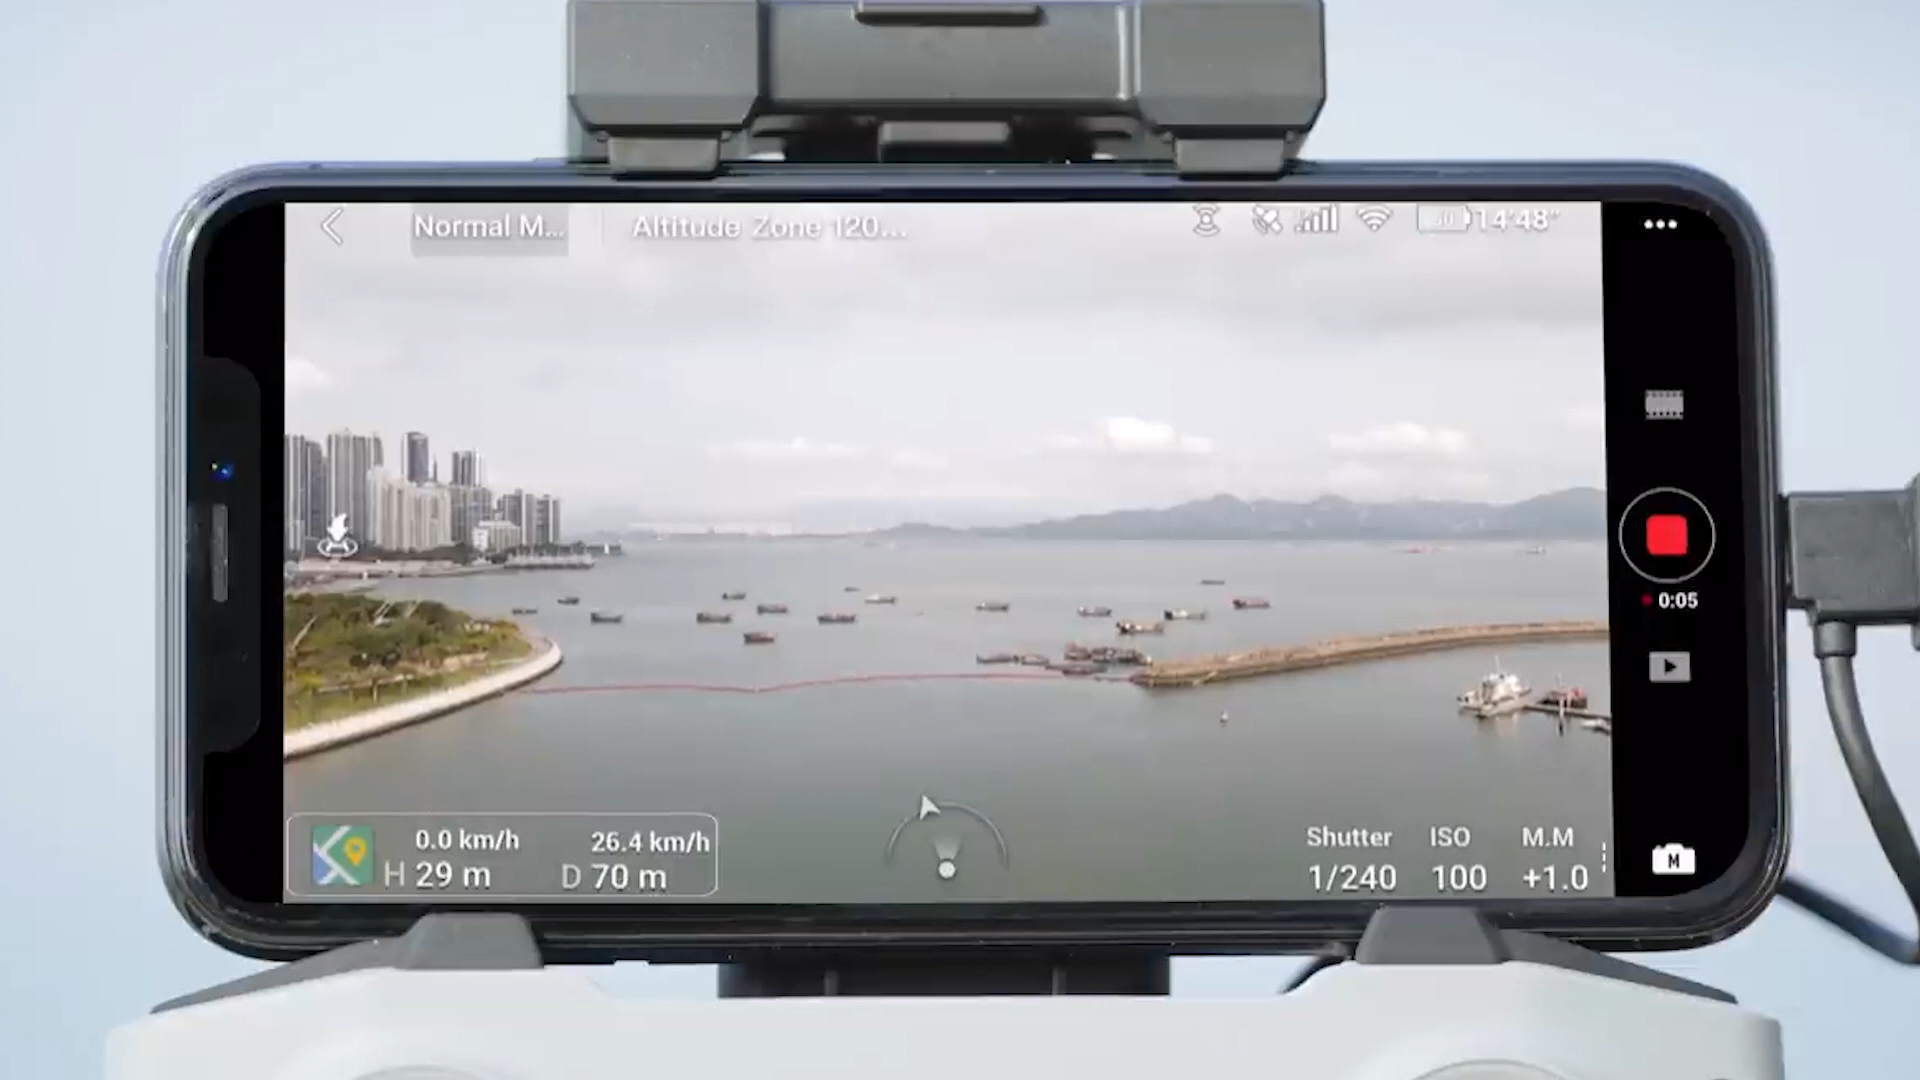 Normal M... Altitude Zone 120... 14'48"
0:05
0.0 km/h 26.4 km/h
H 29 m D 70 m
Shutter ISO M.M
1/240 100 +1.0
M